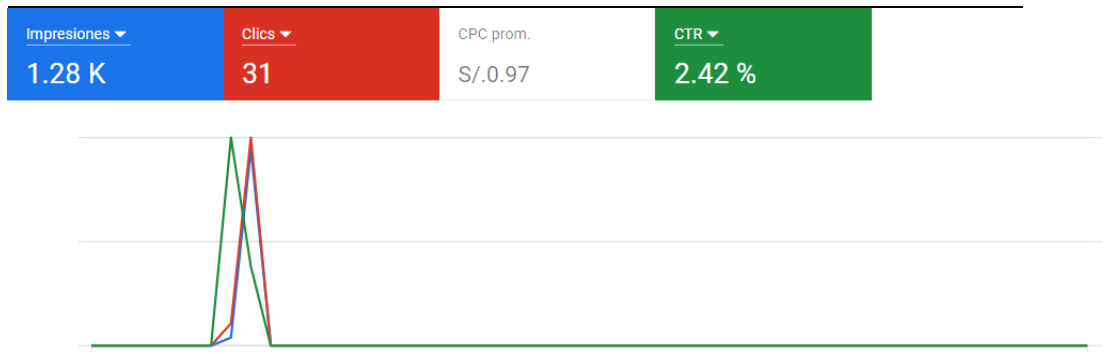 Impresiones
1.28 K
Clics
31
CPC prom.
S/.0.97
CTR
2.42 %